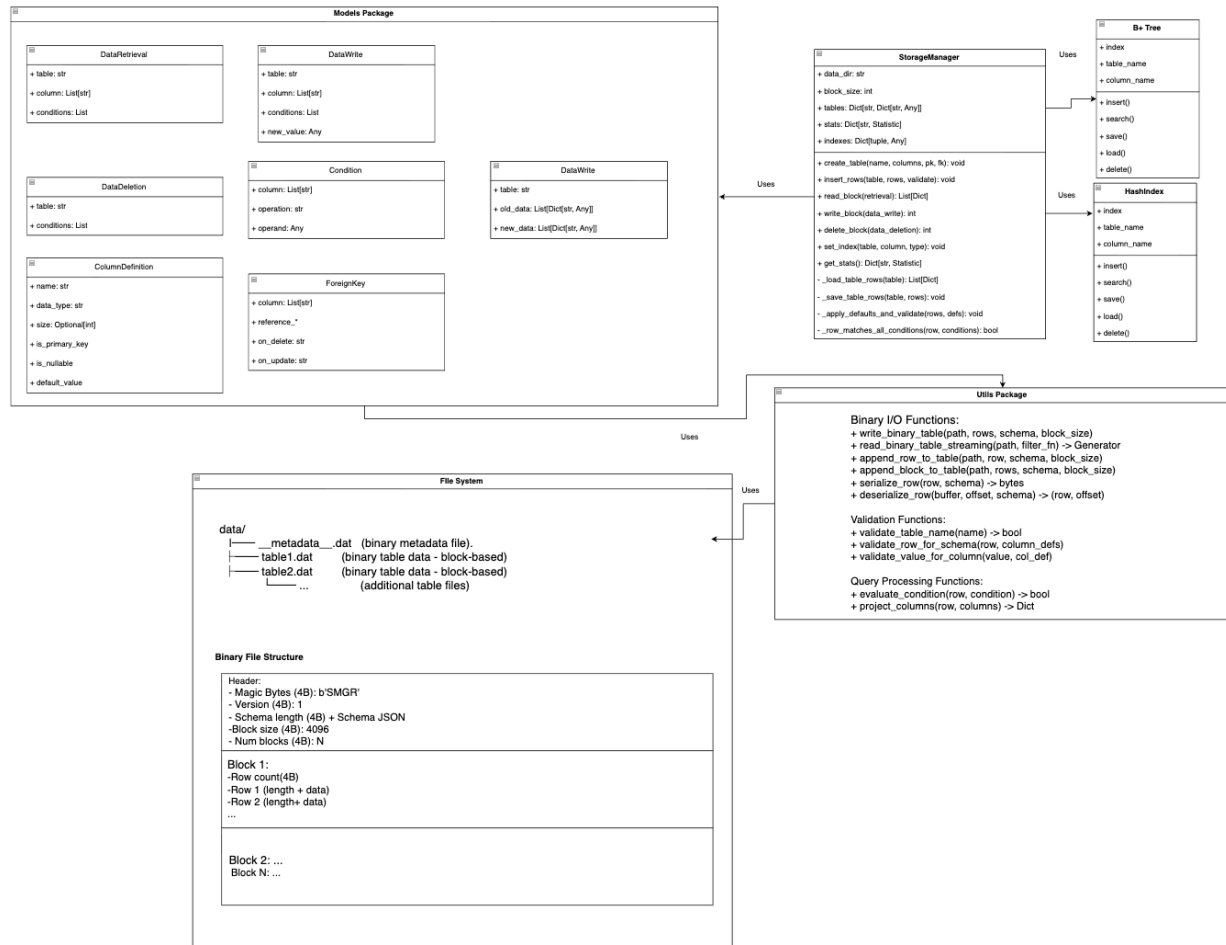 Models Package
DataRetrieval
+ table: str
+ column: List[str]
+ conditions: List
DataWrite
+ table: str
+ column: List[str]
+ conditions: List
+ new_value: Any
DataDeletion
+ table: str
+ conditions: List
Condition
+ column: List[str]
+ operation: str
+ operand: Any
DataWrite
+ table: str
+ old_data: List[Dict[str, Any]]
+ new_data: List[Dict[str, Any]]
ColumnDefinition
+ name: str
+ data_type: str
+ size: Optional[int]
+ is_primary_key
+ is_nullable
+ default_value
ForeignKey
+ column: List[str]
+ reference_*
+ on_delete: str
+ on_update: str
Uses
StorageManager
+ data_dir: str
+ block_size: int
+ tables: Dict[str, Dict[str, Any]]
+ stats: Dict[str, Statistic]
+ indexes: Dict[tuple, Any]
+ create_table(name, columns, pk, fk): void
+ insert_rows(table, rows, validate): void
+ read_block(retrieval): List[Dict]
+ write_block(data_write): int
+ delete_block(data_deletion): int
+ set_index(table, column, type): void
+ get_stats(): Dict[str, Statistic]
- _load_table_rows(table): List[Dict]
- _save_table_rows(table, rows): void
- _apply_defaults_and_validate(rows, defs): void
- _row_matches_all_conditions(row, conditions): bool
Uses
B+ Tree
+ index
+ table_name
+ column_name
+ insert()
+ search()
+ save()
+ load()
+ delete()
Uses
HashIndex
+ index
+ table_name
+ column_name
+ insert()
+ search()
+ save()
+ load()
+ delete()
Uses
Utils Package
Binary I/O Functions:
+ write_binary_table(path, rows, schema, block_size)
+ read_binary_table_streaming(path, filter_fn) -> Generator
+ append_row_to_table(path, row, schema, block_size)
+ append_block_to_table(path, rows, schema, block_size)
+ serialize_row(row, schema) -> bytes
+ deserialize_row(buffer, offset, schema) -> (row, offset)
Validation Functions:
+ validate_table_name(name) -> bool
+ validate_row_for_schema(row, column_defs)
+ validate_value_for_column(value, col_def)
Query Processing Functions:
+ evaluate_condition(row, condition) -> bool
+ project_columns(row, columns) -> Dict
Uses
File System
data/
__metadata__.dat (binary metadata file).
table1.dat (binary table data - block-based)
table2.dat (binary table data - block-based)
... (additional table files)
Binary File Structure
Header:
- Magic Bytes (4B): b'SMGR'
- Version (4B): 1
- Schema length (4B) + Schema JSON
-Block size (4B): 4096
- Num blocks (4B): N
Block 1:
-Row count(4B)
-Row 1 (length + data)
-Row 2 (length+ data)
...
Block 2: ...
Block N: ...